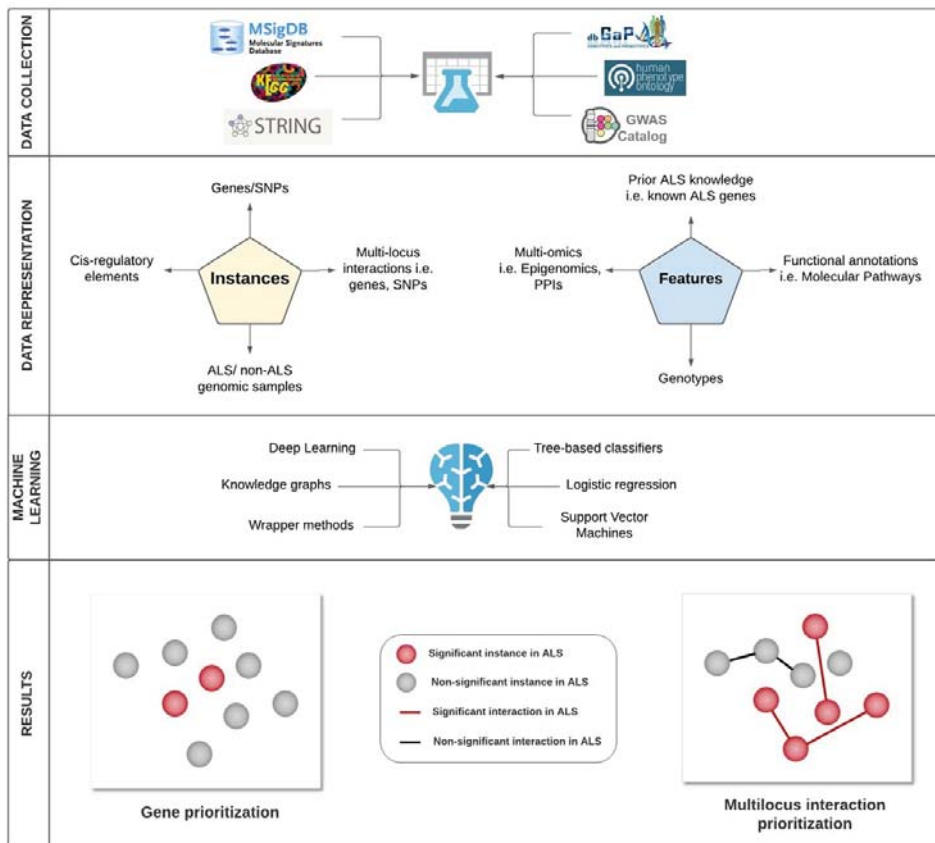 DATA COLLECTION
MSigDB
Molecular Signatures
Database
KEGG
STRING
dbGaP
human
phenotype
ontology
GWAS
Catalog
DATA REPRESENTATION
Genes/SNPs
Cis-regulatory
elements
Instances
Multi-locus
interactions i.e.
genes, SNPs
ALS/ non-ALS
genomic samples
Prior ALS knowledge
i.e. known ALS genes
Multi-omics
i.e. Epigenomics,
PPIs
Features
Functional annotations
i.e. Molecular Pathways
Genotypes
MACHINE
LEARNING
Deep Learning
Knowledge graphs
Wrapper methods
Tree-based classifiers
Logistic regression
Support Vector
Machines
RESULTS
Gene prioritization
Significant instance in ALS
Non-significant instance in ALS
Significant interaction in ALS
Non-significant interaction in ALS
Multilocus interaction
prioritization